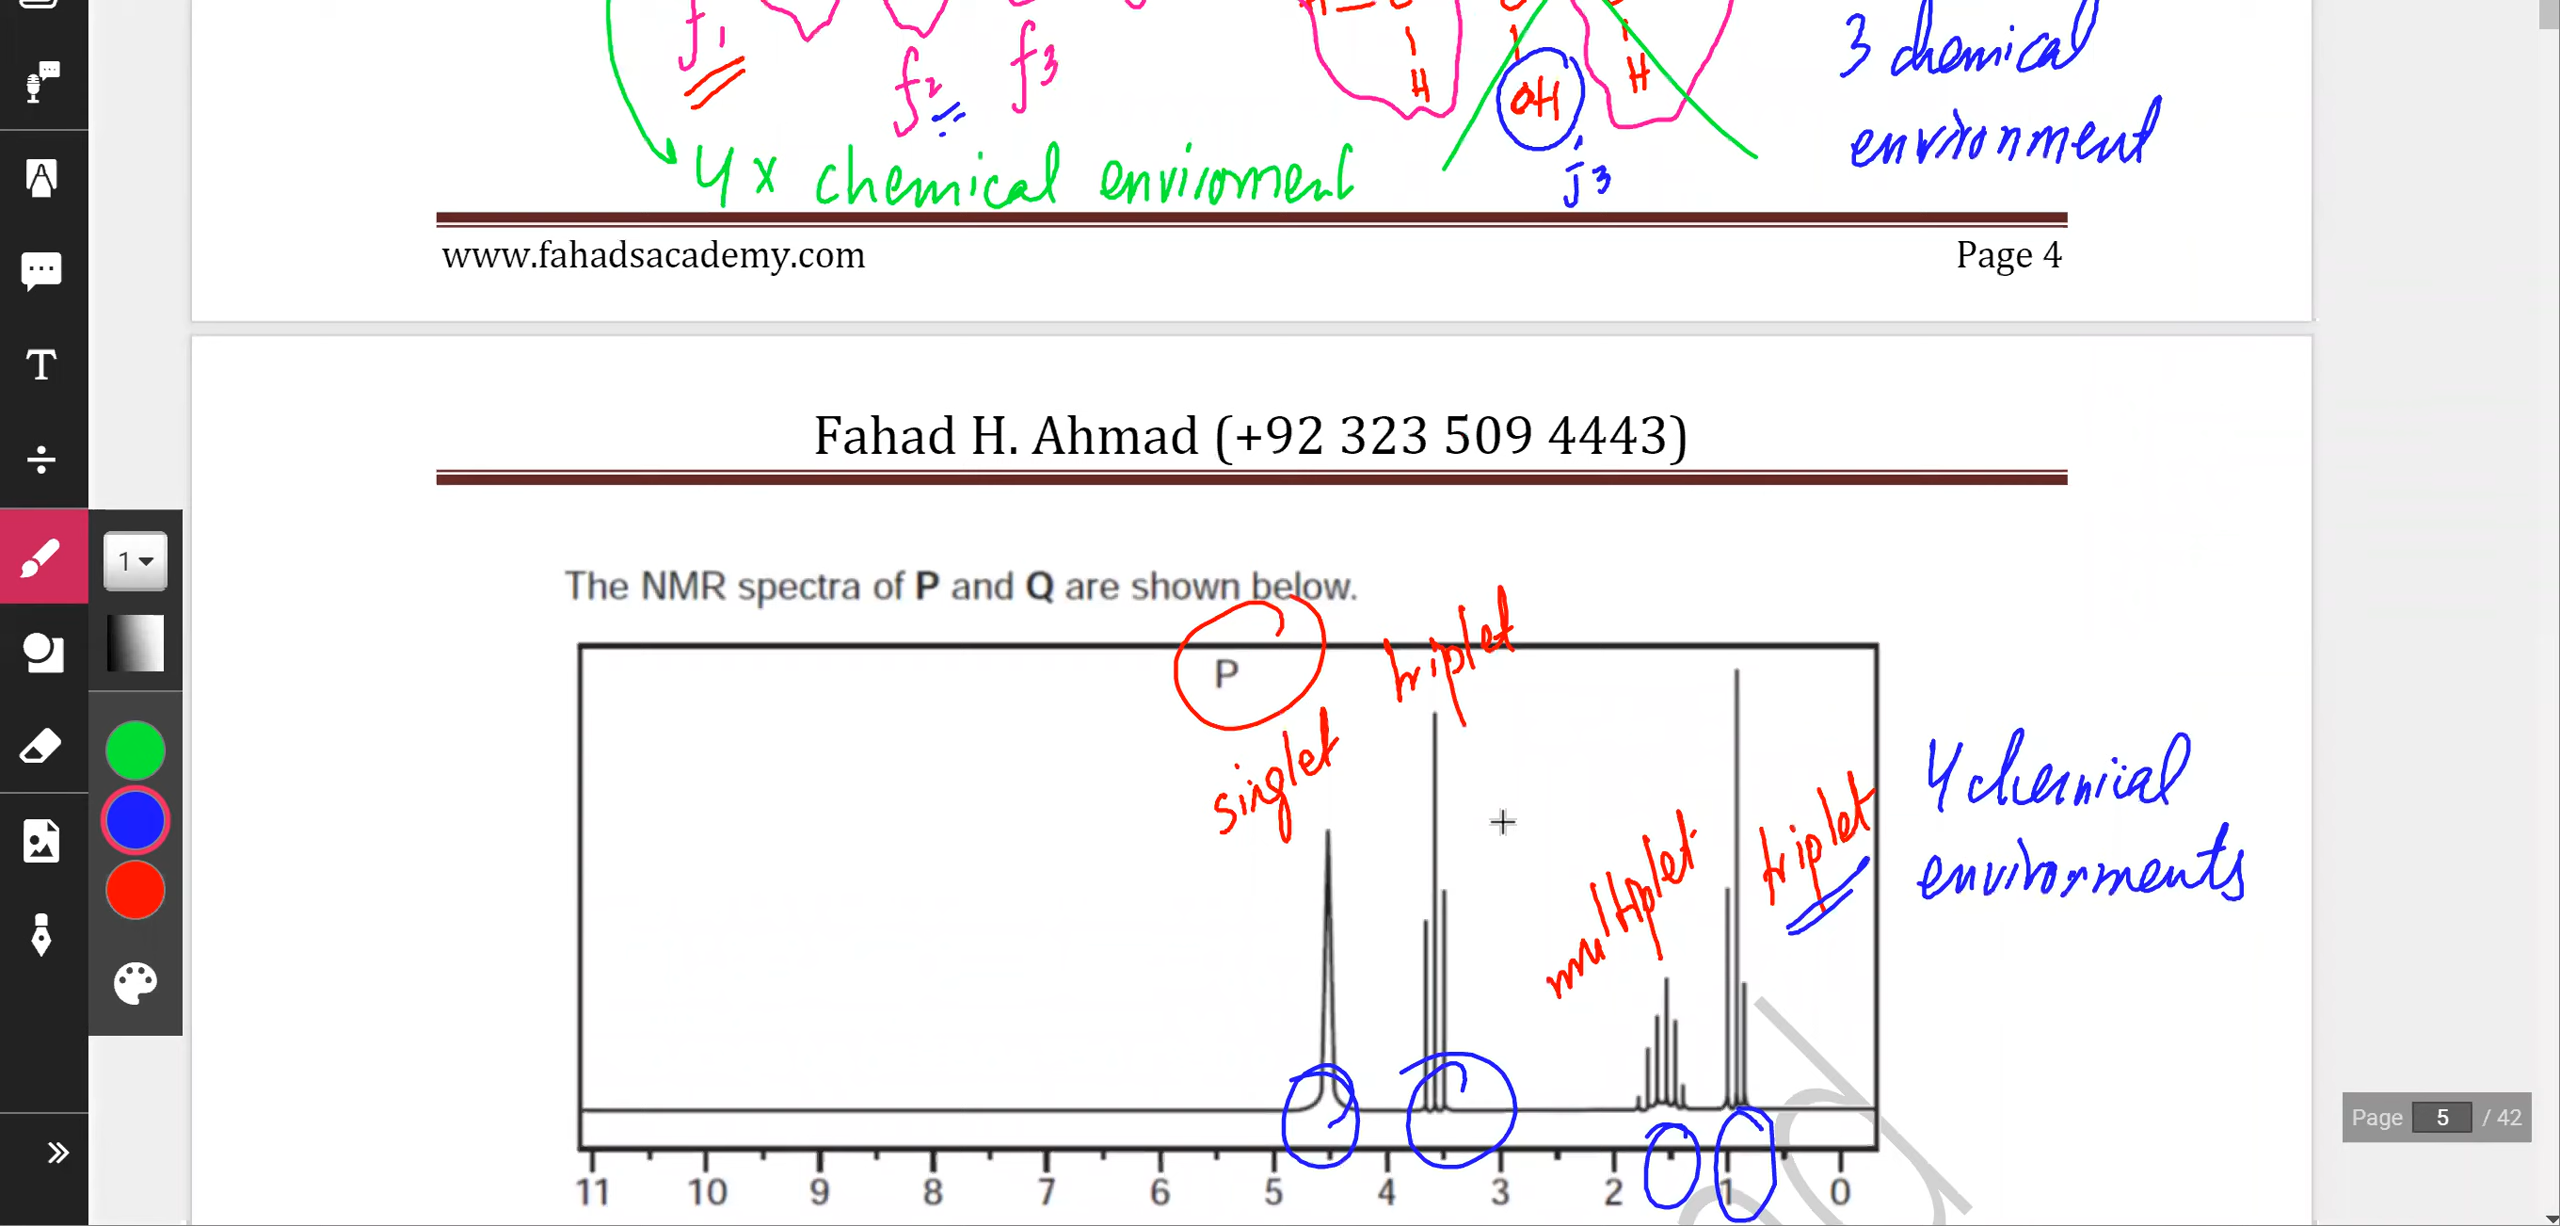 f1
f2
f3
H
OH
H
J3
3 chemical
environment
4 x chemical enviroment
www.fahadsacademy.com
Page 4
Fahad H. Ahmad (+92 323 509 4443)
The NMR spectra of P and Q are shown below.
P
singlet
triplet
multiplet
triplet
4 chemical
environments
11 10 9 8 7 6 5 4 3 2 1 0
1
T
Page 5 / 42